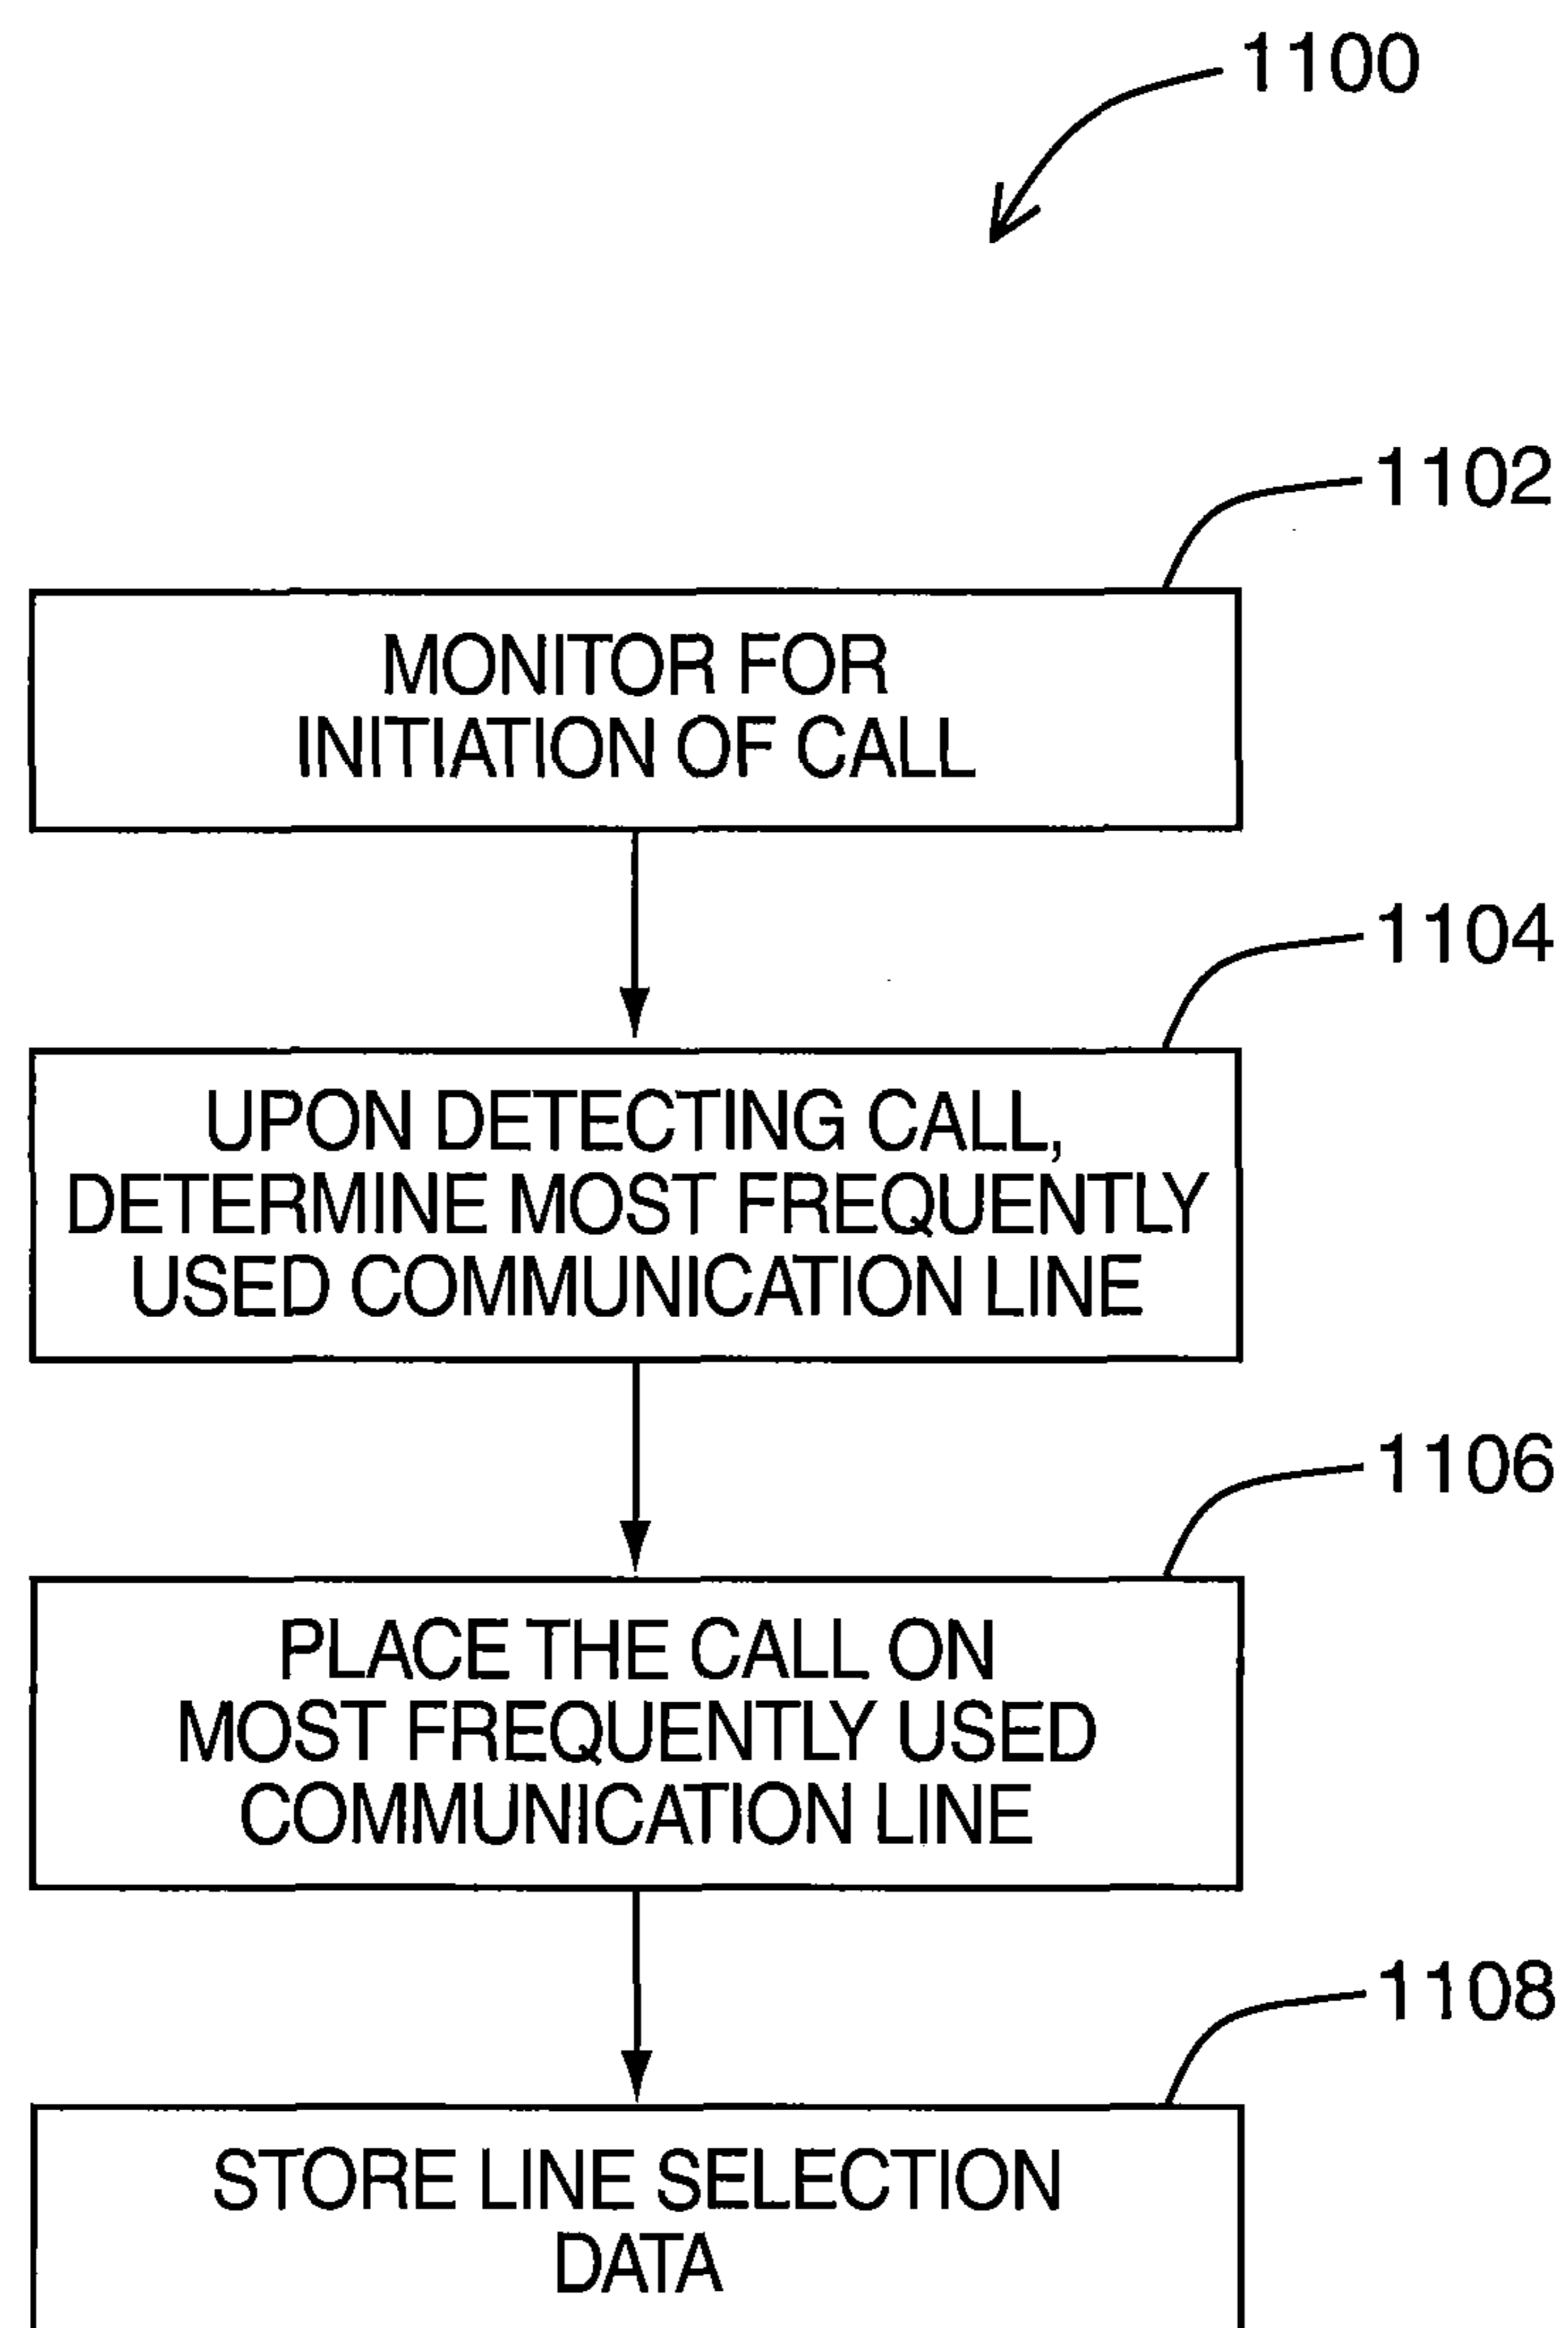 1100
1102
MONITOR FOR
INITIATION OF CALL
1104
UPON DETECTING CALL,
DETERMINE MOST FREQUENTLY
USED COMMUNICATION LINE
1106
PLACE THE CALL ON
MOST FREQUENTLY USED
COMMUNICATION LINE
1108
STORE LINE SELECTION
DATA